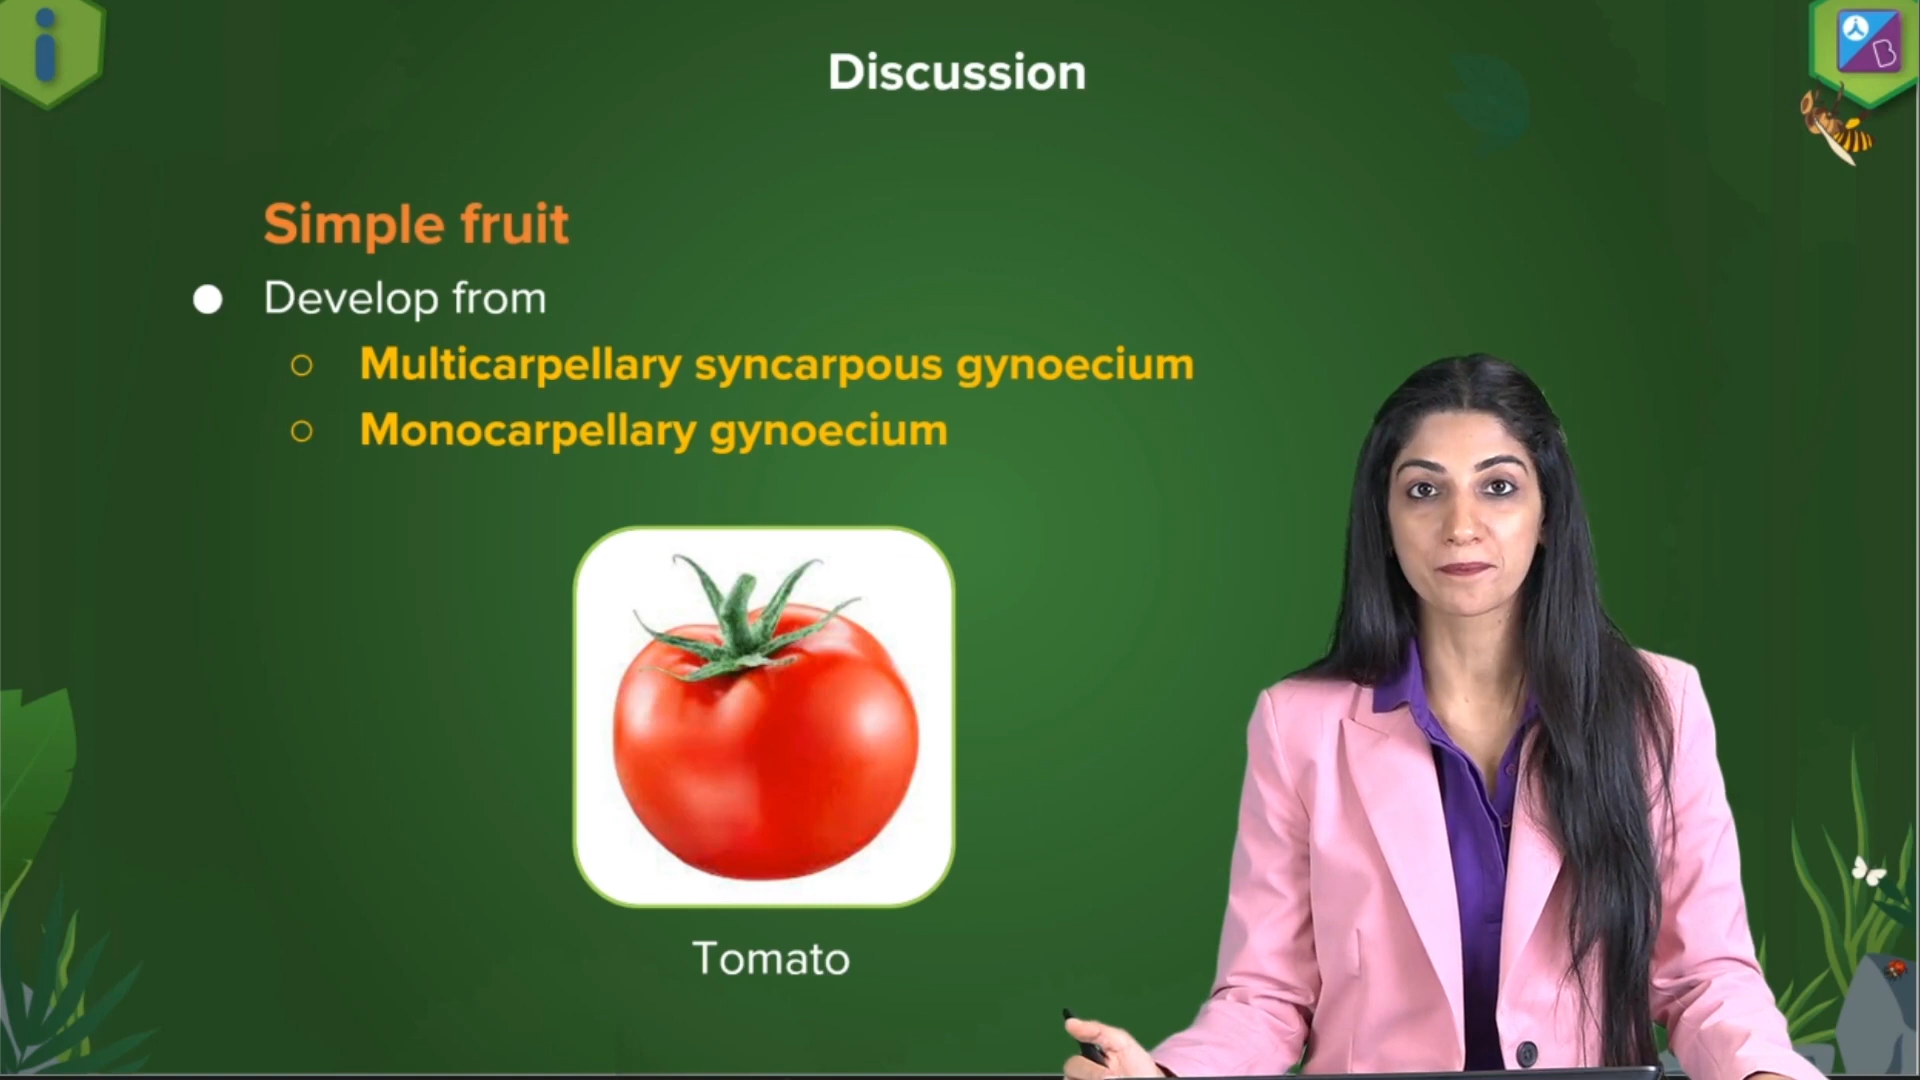 Discussion
Simple fruit
● Develop from
○ Multicarpellary syncarpous gynoecium
○ Monocarpellary gynoecium
Tomato